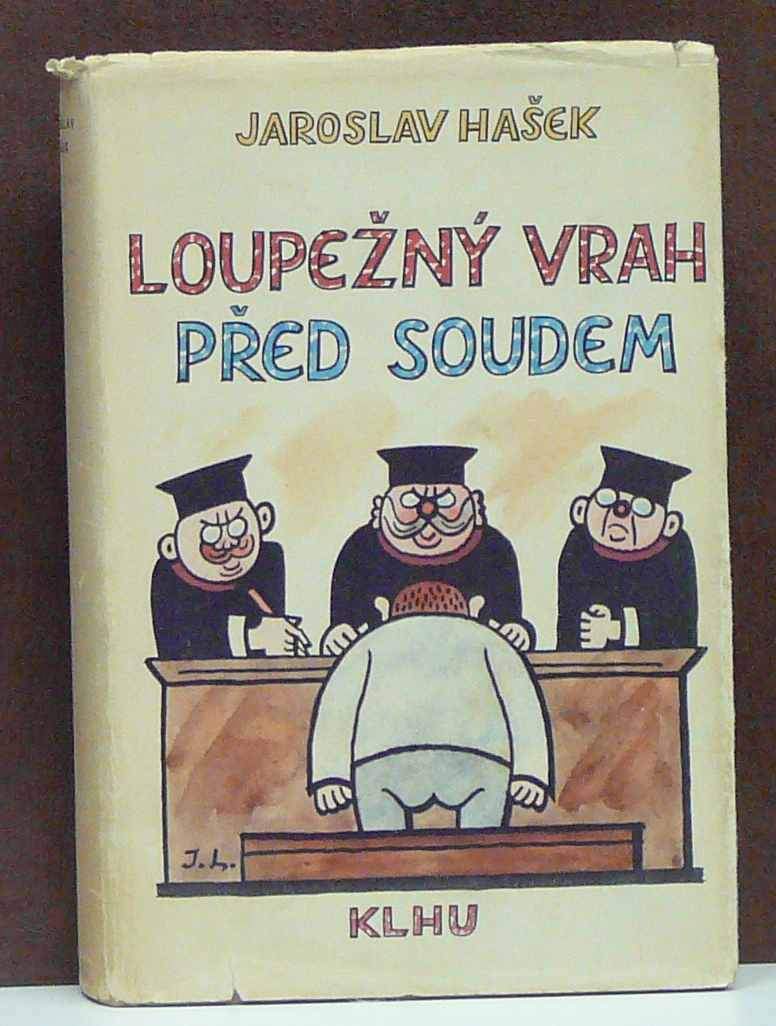 JAROSLAV HAŠEK
LOUPEŽNÝ VRAH
PŘED SOUDEM
J. L.
KLHU